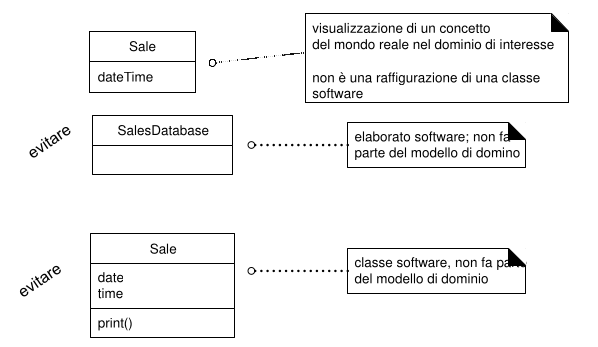 Sale
dateTime
visualizzazione di un concetto
del mondo reale nel dominio di interesse
non è una raffigurazione di una classe
software
evitare
SalesDatabase
elaborato software; non fa
parte del modello di domino
evitare
Sale
date
time
print()
classe software, non fa parte
del modello di dominio